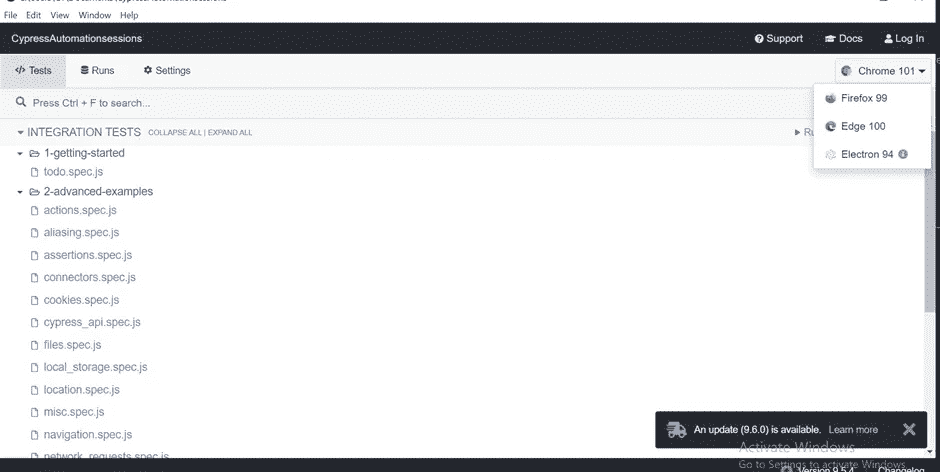 File Edit View Window Help
CypressAutomationsessions Support Docs Log In
Tests Runs Settings Chrome 101
Press Ctrl + F to search... Firefox 99
INTEGRATION TESTS COLLAPSE ALL | EXPAND ALL Edge 100
1-getting-started Electron 94
todo.spec.js
2-advanced-examples
actions.spec.js
aliasing.spec.js
assertions.spec.js
connectors.spec.js
cookies.spec.js
cypress_api.spec.js
files.spec.js
local_storage.spec.js
location.spec.js
misc.spec.js
An update (9.6.0) is available. Learn more
navigation.spec.js
Activate Windows
network_requests.spec.js
Go to Settings to activate Windows.
Version 9.5.4 Changelog